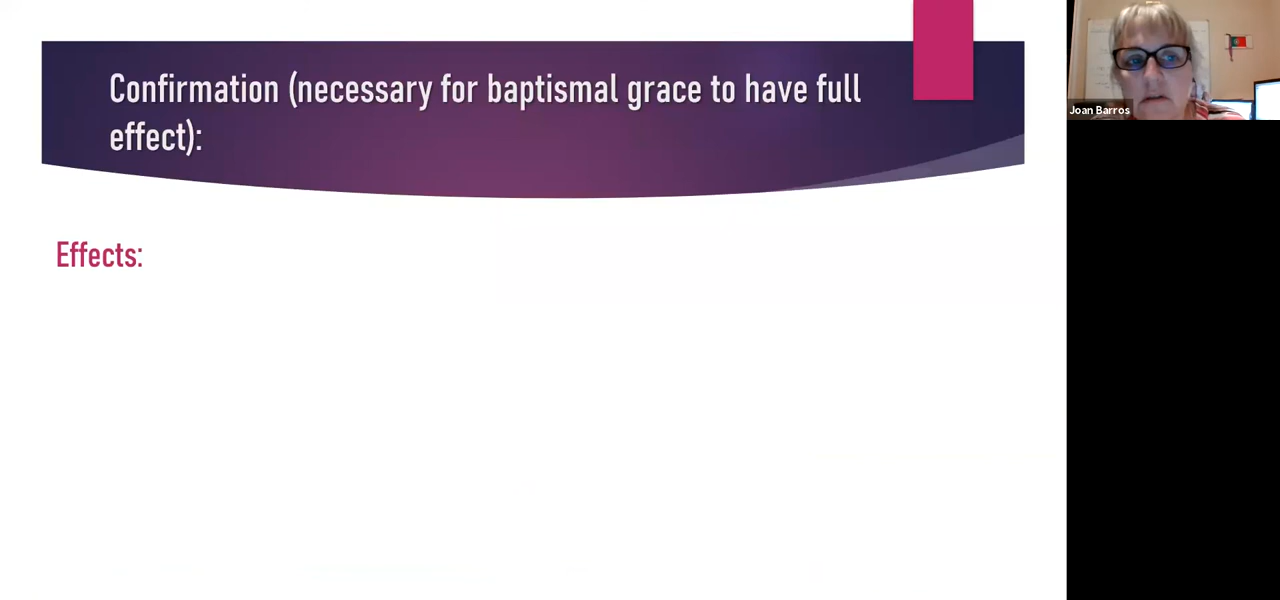 Confirmation (necessary for baptismal grace to have full
effect):
Effects:
Joan Barros